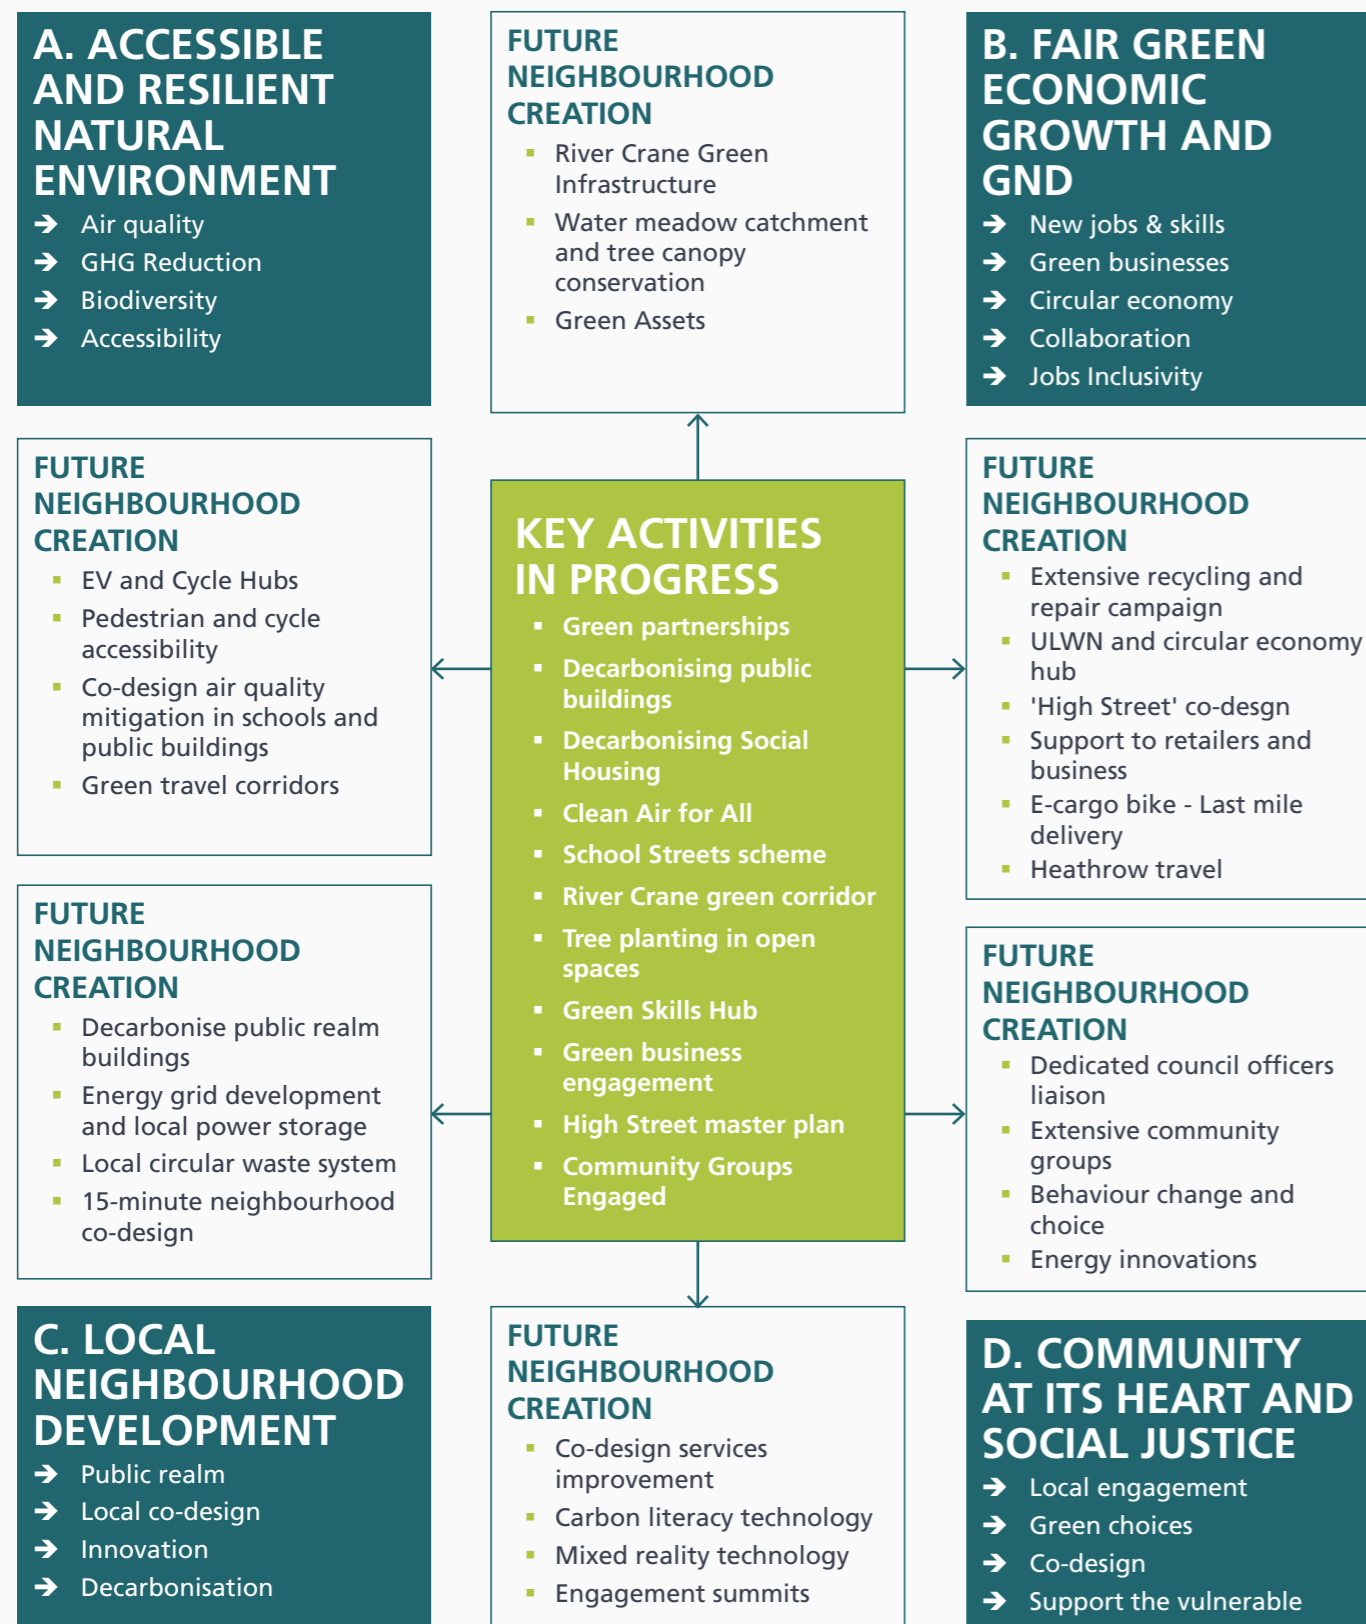 A. ACCESSIBLE
AND RESILIENT
NATURAL
ENVIRONMENT
➔ Air quality
➔ GHG Reduction
➔ Biodiversity
➔ Accessibility
FUTURE
NEIGHBOURHOOD
CREATION
▪ River Crane Green
Infrastructure
▪ Water meadow catchment
and tree canopy
conservation
▪ Green Assets
B. FAIR GREEN
ECONOMIC
GROWTH AND
GND
➔ New jobs & skills
➔ Green businesses
➔ Circular economy
➔ Collaboration
➔ Jobs Inclusivity
FUTURE
NEIGHBOURHOOD
CREATION
▪ EV and Cycle Hubs
▪ Pedestrian and cycle
accessibility
▪ Co-design air quality
mitigation in schools and
public buildings
▪ Green travel corridors
KEY ACTIVITIES
IN PROGRESS
▪ Green partnerships
▪ Decarbonising public
buildings
▪ Decarbonising Social
Housing
▪ Clean Air for All
▪ School Streets scheme
▪ River Crane green corridor
▪ Tree planting in open
spaces
▪ Green Skills Hub
▪ Green business
engagement
▪ High Street master plan
▪ Community Groups
Engaged
FUTURE
NEIGHBOURHOOD
CREATION
▪ Extensive recycling and
repair campaign
▪ ULWN and circular economy
hub
▪ 'High Street' co-desgn
▪ Support to retailers and
business
▪ E-cargo bike - Last mile
delivery
▪ Heathrow travel
FUTURE
NEIGHBOURHOOD
CREATION
▪ Decarbonise public realm
buildings
▪ Energy grid development
and local power storage
▪ Local circular waste system
▪ 15-minute neighbourhood
co-design
FUTURE
NEIGHBOURHOOD
CREATION
▪ Dedicated council officers
liaison
▪ Extensive community
groups
▪ Behaviour change and
choice
▪ Energy innovations
C. LOCAL
NEIGHBOURHOOD
DEVELOPMENT
➔ Public realm
➔ Local co-design
➔ Innovation
➔ Decarbonisation
FUTURE
NEIGHBOURHOOD
CREATION
▪ Co-design services
improvement
▪ Carbon literacy technology
▪ Mixed reality technology
▪ Engagement summits
D. COMMUNITY
AT ITS HEART AND
SOCIAL JUSTICE
➔ Local engagement
➔ Green choices
➔ Co-design
➔ Support the vulnerable